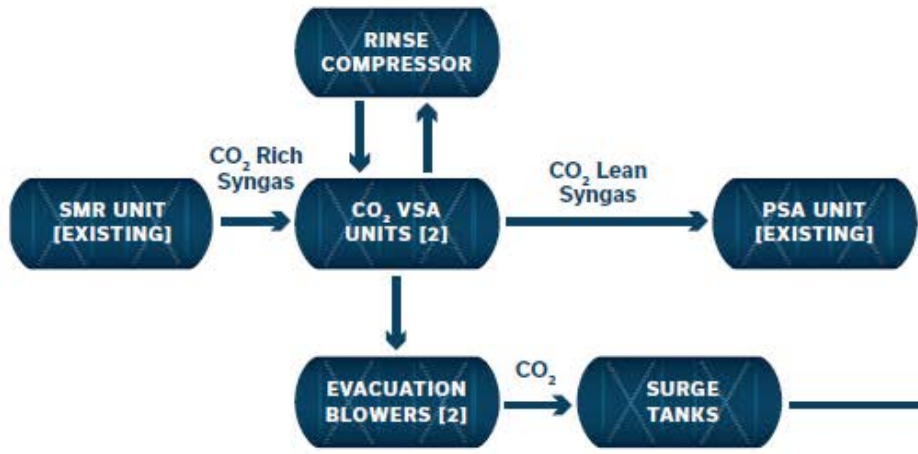 RINSE
COMPRESSOR
CO₂ Rich
Syngas
CO₂ Lean
Syngas
SMR UNIT
[EXISTING]
CO₂ VSA
UNITS [2]
PSA UNIT
[EXISTING]
EVACUATION
BLOWERS [2]
CO₂
SURGE
TANKS